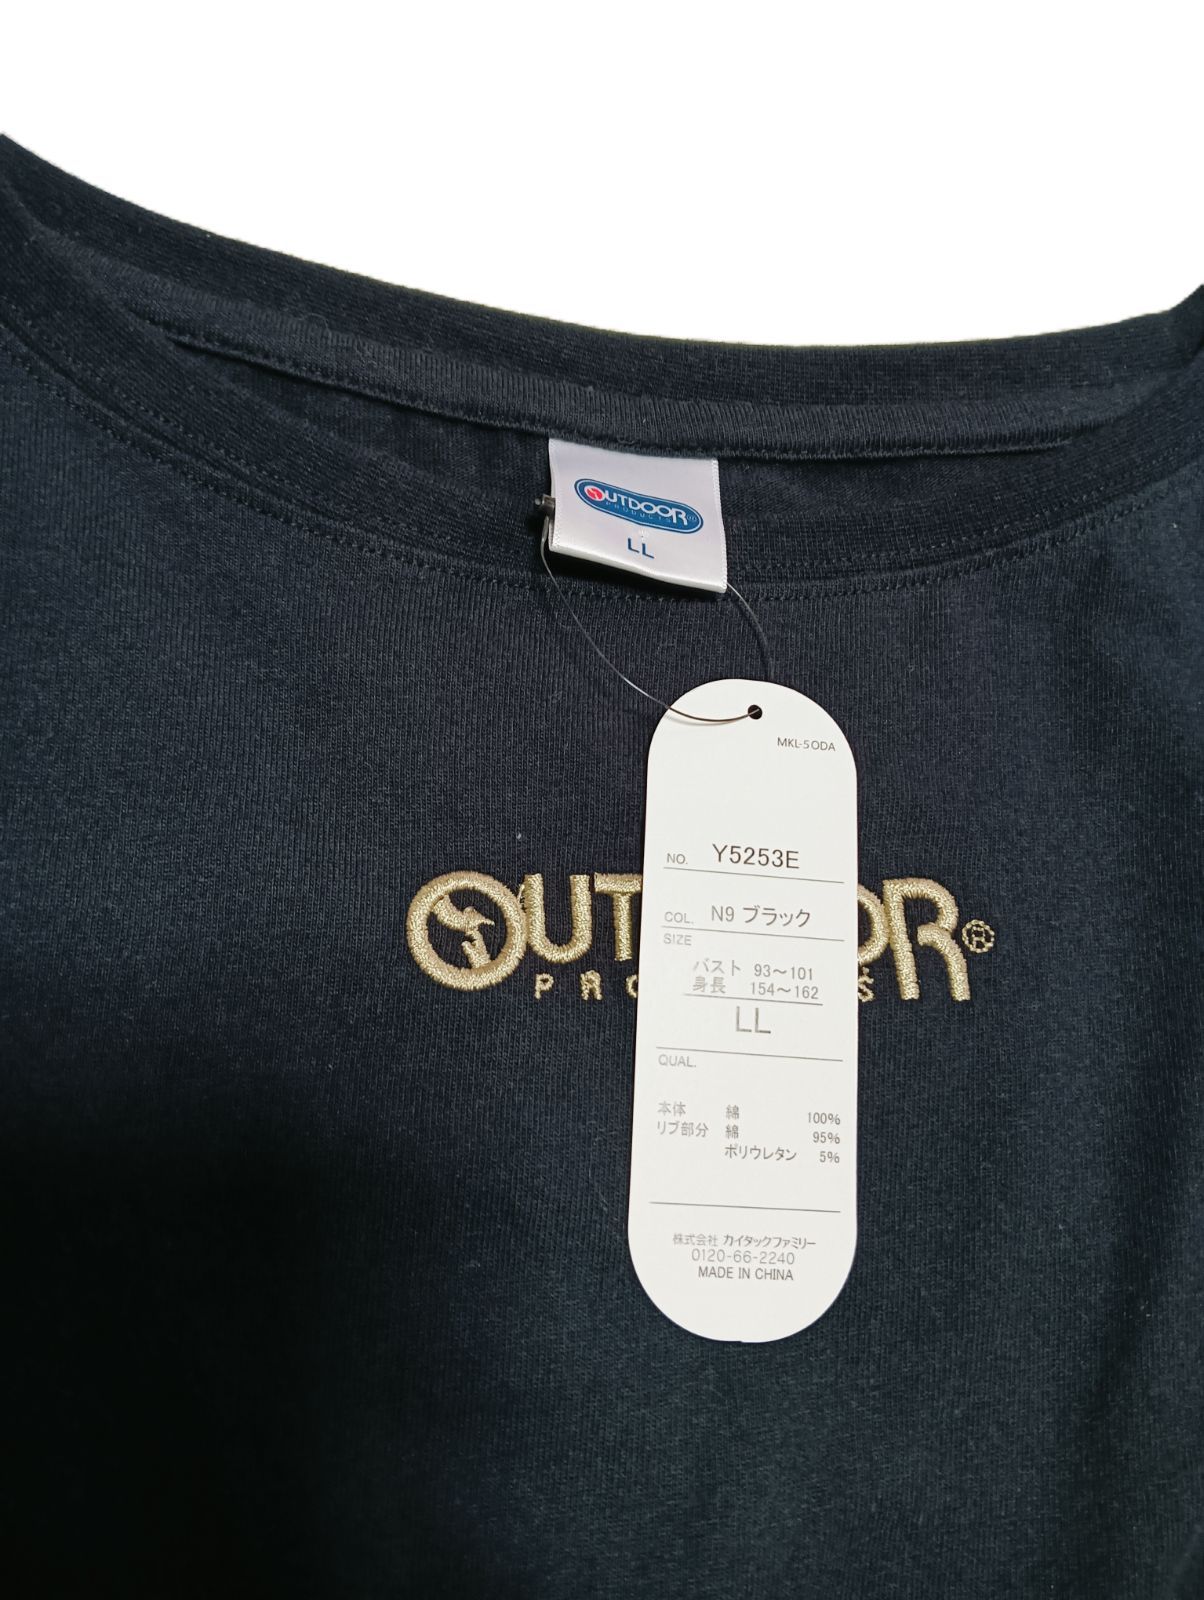 OUTDOOR®
PRODUCTS
LL
MKL-5ODA
NO. Y5253E
COL. N9 ブラック
SIZE
バスト 93～101
身長 154～162
LL
QUAL.
本体 綿 100%
リブ部分 綿 95%
ポリウレタン 5%
株式会社 カイタックファミリー
0120-66-2240
MADE IN CHINA
OUT OR®
PRO S